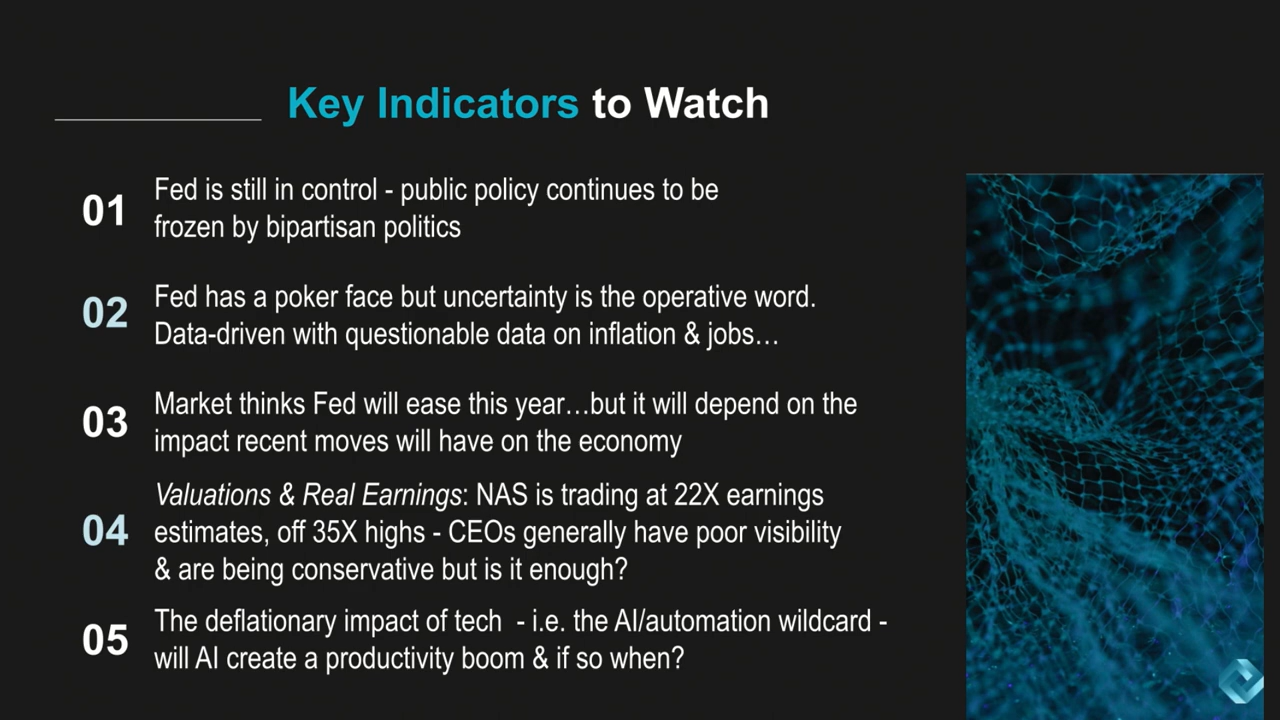 Key Indicators to Watch
01
Fed is still in control - public policy continues to be
frozen by bipartisan politics
02
Fed has a poker face but uncertainty is the operative word.
Data-driven with questionable data on inflation & jobs…
03
Market thinks Fed will ease this year…but it will depend on the
impact recent moves will have on the economy
04
Valuations & Real Earnings: NAS is trading at 22X earnings
estimates, off 35X highs - CEOs generally have poor visibility
& are being conservative but is it enough?
05
The deflationary impact of tech  - i.e. the AI/automation wildcard -
will AI create a productivity boom & if so when?